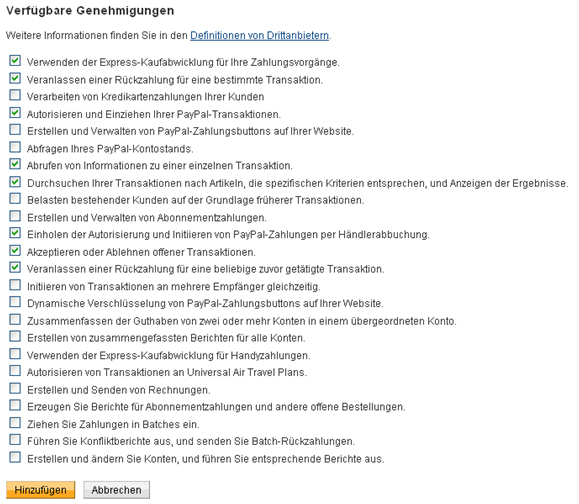 Verfügbare Genehmigungen
Weitere Informationen finden Sie in den Definitionen von Drittanbietern.
Verwenden der Express-Kaufabwicklung für Ihre Zahlungsvorgänge.
Veranlassen einer Rückzahlung für eine bestimmte Transaktion.
Verarbeiten von Kredikartenzahlungen Ihrer Kunden
Autorisieren und Einziehen Ihrer PayPal-Transaktionen.
Erstellen und Verwalten von PayPal-Zahlungsbuttons auf Ihrer Website.
Abfragen Ihres PayPal-Kontostands.
Abrufen von Informationen zu einer einzelnen Transaktion.
Durchsuchen Ihrer Transaktionen nach Artikeln, die spezifischen Kriterien entsprechen, und Anzeigen der Ergebnisse.
Belasten bestehender Kunden auf der Grundlage früherer Transaktionen.
Erstellen und Verwalten von Abonnementzahlungen.
Einholen der Autorisierung und Initiieren von PayPal-Zahlungen per Händlerabbuchung.
Akzeptieren oder Ablehnen offener Transaktionen.
Veranlassen einer Rückzahlung für eine beliebige zuvor getätigte Transaktion.
Initiieren von Transaktionen an mehrere Empfänger gleichzeitig.
Dynamische Verschlüsselung von PayPal-Zahlungsbuttons auf Ihrer Website.
Zusammenfassen der Guthaben von zwei oder mehr Konten in einem übergeordneten Konto.
Erstellen von zusammengefassten Berichten für alle Konten.
Verwenden der Express-Kaufabwicklung für Handyzahlungen.
Autorisieren von Transaktionen an Universal Air Travel Plans.
Erstellen und Senden von Rechnungen.
Erzeugen Sie Berichte für Abonnementzahlungen und andere offene Bestellungen.
Ziehen Sie Zahlungen in Batches ein.
Führen Sie Konfliktberichte aus, und senden Sie Batch-Rückzahlungen.
Erstellen und ändern Sie Konten, und führen Sie entsprechende Berichte aus.
Hinzufügen Abbrechen